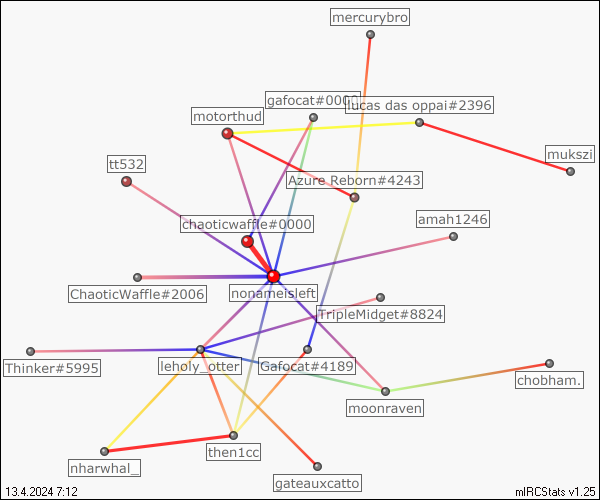 mercurybro
gafocat#0000
lucas das oppai#2396
motorthud
mukszi
tt532
Azure Reborn#4243
chaoticwaffle#0000
amah1246
ChaoticWaffle#2006
nonameisleft
TripleMidget#8824
Thinker#5995
leholy_otter
Gafocat#4189
chobham.
moonraven
then1cc
nharwhal_
gateauxcatto
13.4.2024 7:12
mIRCStats v1.25